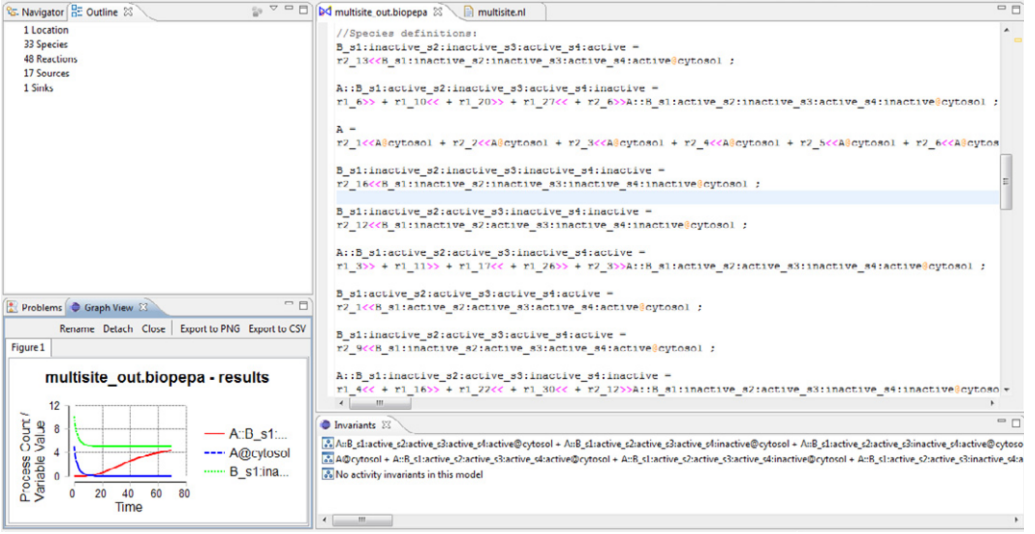 Navigator
Outline
1 Location
33 Species
48 Reactions
17 Sources
1 Sinks
multisite_out.biopepa
multisite.nl
//Species definitions:
B_s1:inactive_s2:inactive_s3:active_s4:active =
r2_13<<B_s1:inactive_s2:inactive_s3:active_s4:active@cytosol ;
A::B_s1:active_s2:inactive_s3:active_s4:inactive =
r1_6>> + r1_10<< + r1_20>> + r1_27<< + r2_6>>A::B_s1:active_s2:inactive_s3:active_s4:inactive@cytosol ;
A =
r2_1<<A@cytosol + r2_2<<A@cytosol + r2_3<<A@cytosol + r2_4<<A@cytosol + r2_5<<A@cytosol + r2_6<<A@cytos
B_s1:inactive_s2:inactive_s3:inactive_s4:inactive =
r2_16<<B_s1:inactive_s2:inactive_s3:inactive_s4:inactive@cytosol ;
B_s1:inactive_s2:active_s3:inactive_s4:inactive =
r2_12<<B_s1:inactive_s2:active_s3:inactive_s4:inactive@cytosol ;
A::B_s1:active_s2:active_s3:inactive_s4:active =
r1_3>> + r1_11>> + r1_17<< + r1_26>> + r2_3>>A::B_s1:active_s2:active_s3:inactive_s4:active@cytosol ;
B_s1:active_s2:active_s3:active_s4:active =
r2_1<<B_s1:active_s2:active_s3:active_s4:active@cytosol ;
B_s1:inactive_s2:active_s3:active_s4:active =
r2_9<<B_s1:inactive_s2:active_s3:active_s4:active@cytosol ;
A::B_s1:inactive_s2:active_s3:inactive_s4:inactive =
r1_4<< + r1_16>> + r1_22<< + r1_30<< + r2_12>>A::B_s1:inactive_s2:active_s3:inactive_s4:inactive@cytoso
Problems
Graph View
Rename Detach Close Export to PNG Export to CSV
Figure1
multisite_out.biopepa - results
Process Count /
Variable Value
12
8
4
0
0 20 40 60 80
Time
A::B_s1:...
A@cytosol
B_s1:ina...
Invariants
A::B_s1:active_s2:active_s3:active_s4:active@cytosol + A::B_s1:active_s2:active_s3:active_s4:inactive@cytosol + A::B_s1:active_s2:active_s3:inactive_s4:active@cytoso
A@cytosol + A::B_s1:active_s2:active_s3:active_s4:active@cytosol + A::B_s1:active_s2:active_s3:active_s4:inactive@cytosol + A::B_s1:active_s2:active_s3:inactive_s4:a
No activity invariants in this model